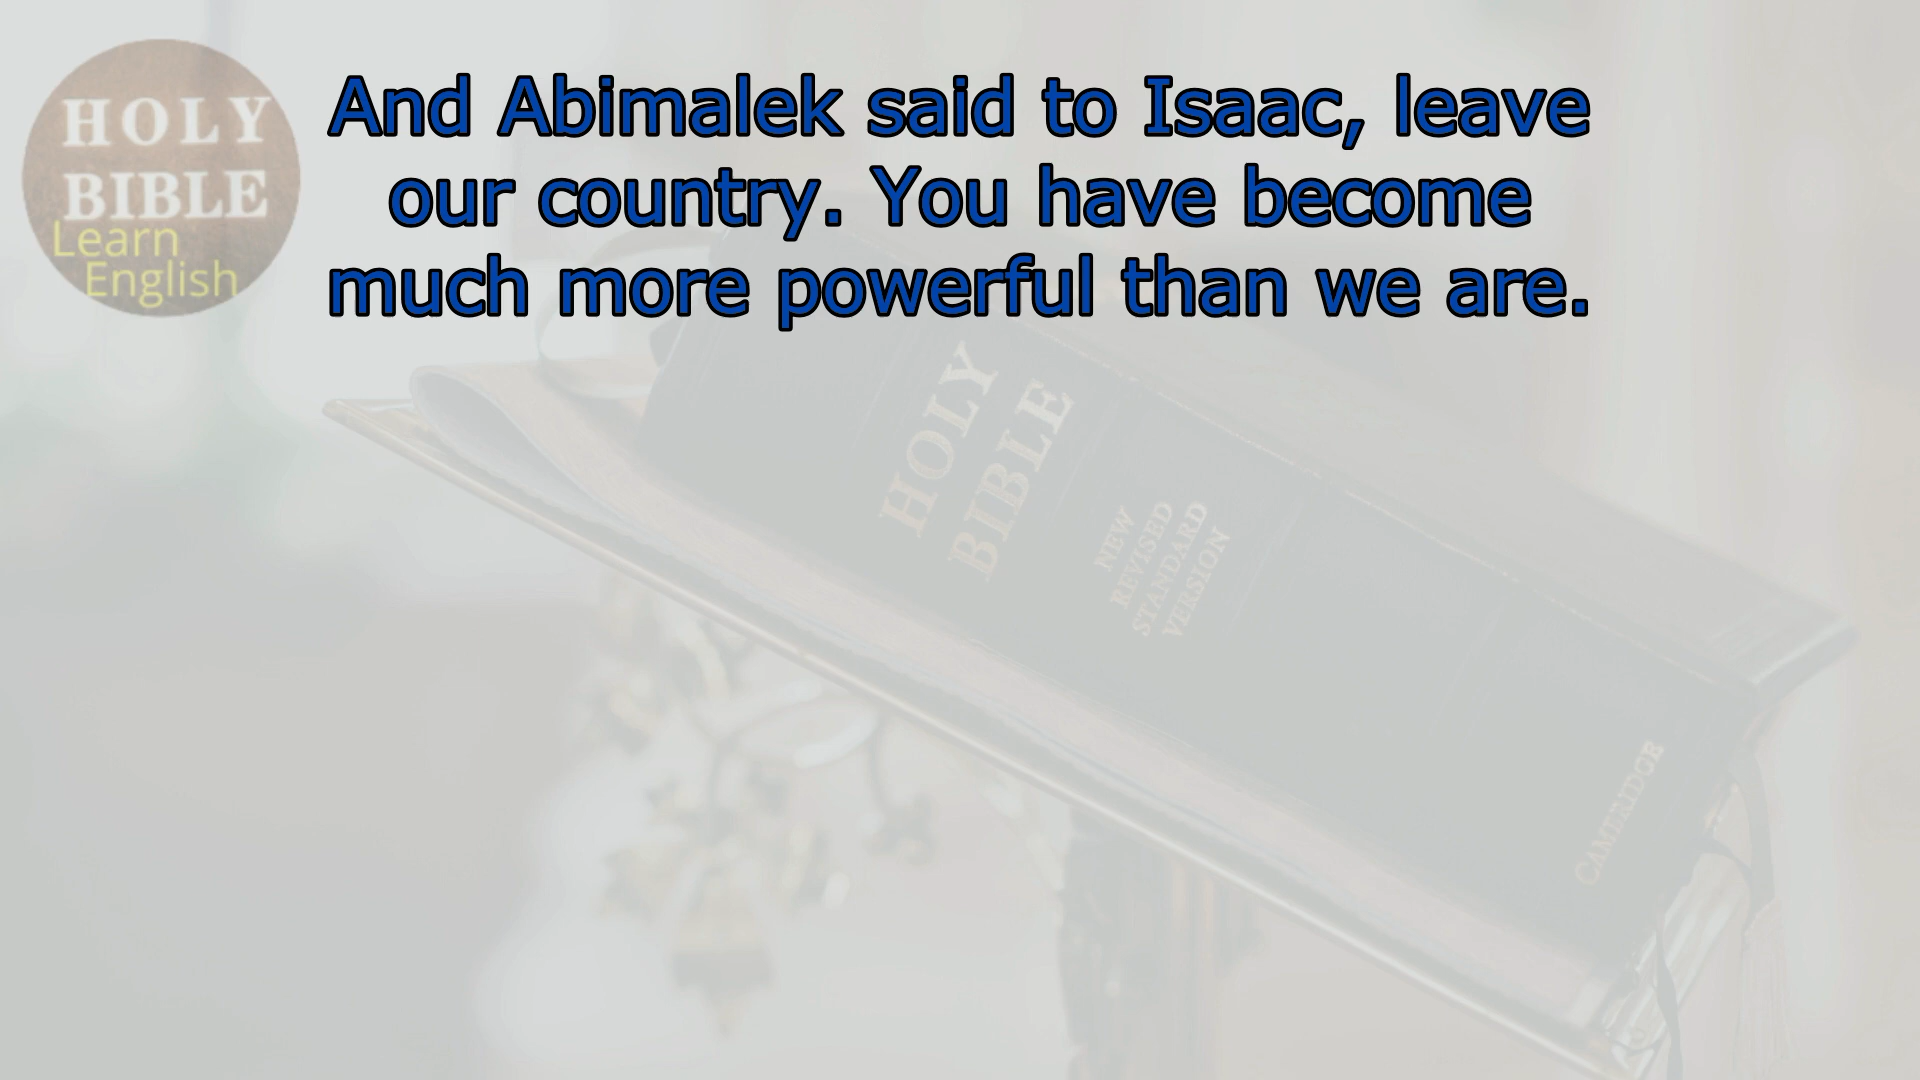 HOLY
BIBLE
Learn
English
And Abimalek said to Isaac, leave
our country. You have become
much more powerful than we are.
HOLY
BIBLE
NEW
REVISED
STANDARD
VERSION
CAMBRIDGE